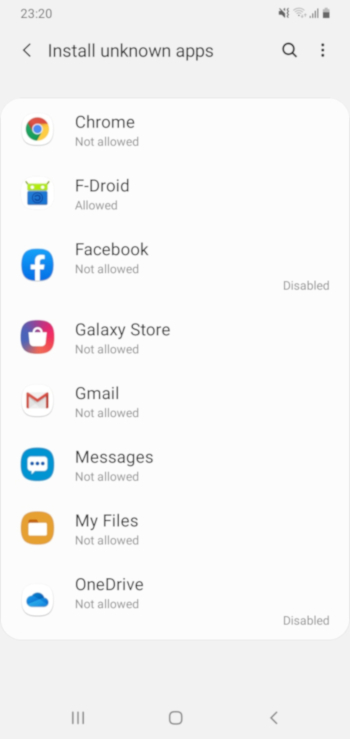 23:20
Install unknown apps
Chrome
Not allowed
F-Droid
Allowed
Facebook
Not allowed
Disabled
Galaxy Store
Not allowed
Gmail
Not allowed
Messages
Not allowed
My Files
Not allowed
OneDrive
Not allowed
Disabled